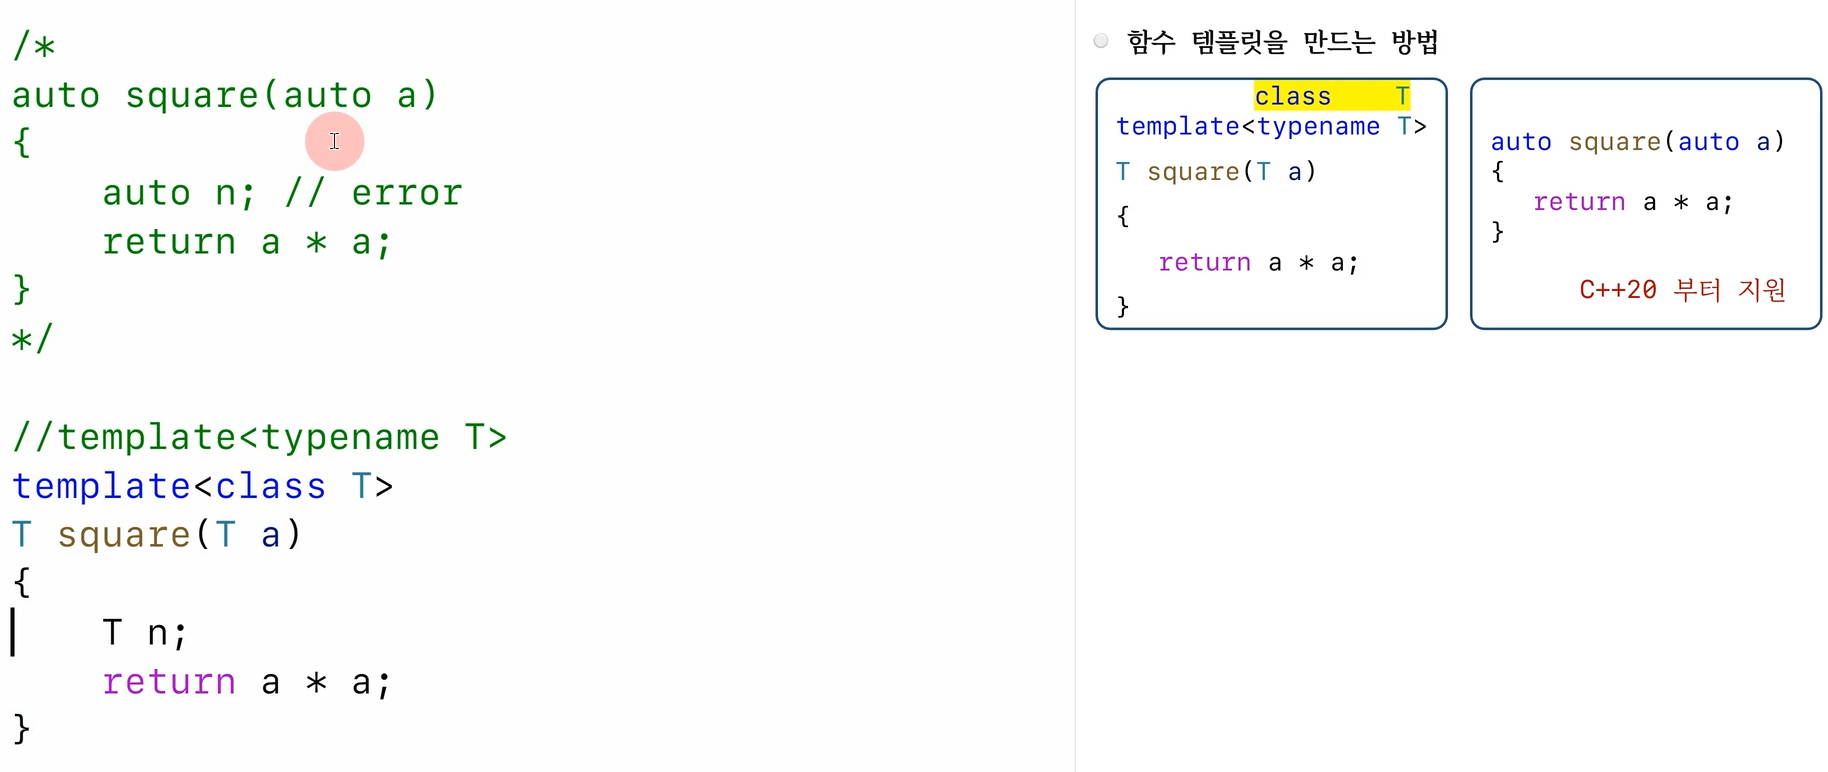 /*
auto square(auto a)
{
    auto n; // error
    return a * a;
}
*/
//template<typename T>
template<class T>
T square(T a)
{
    T n;
    return a * a;
}
함수 템플릿을 만드는 방법
class T
template<typename T>
T square(T a)
{
    return a * a;
}
auto square(auto a)
{
    return a * a;
}
C++20 부터 지원